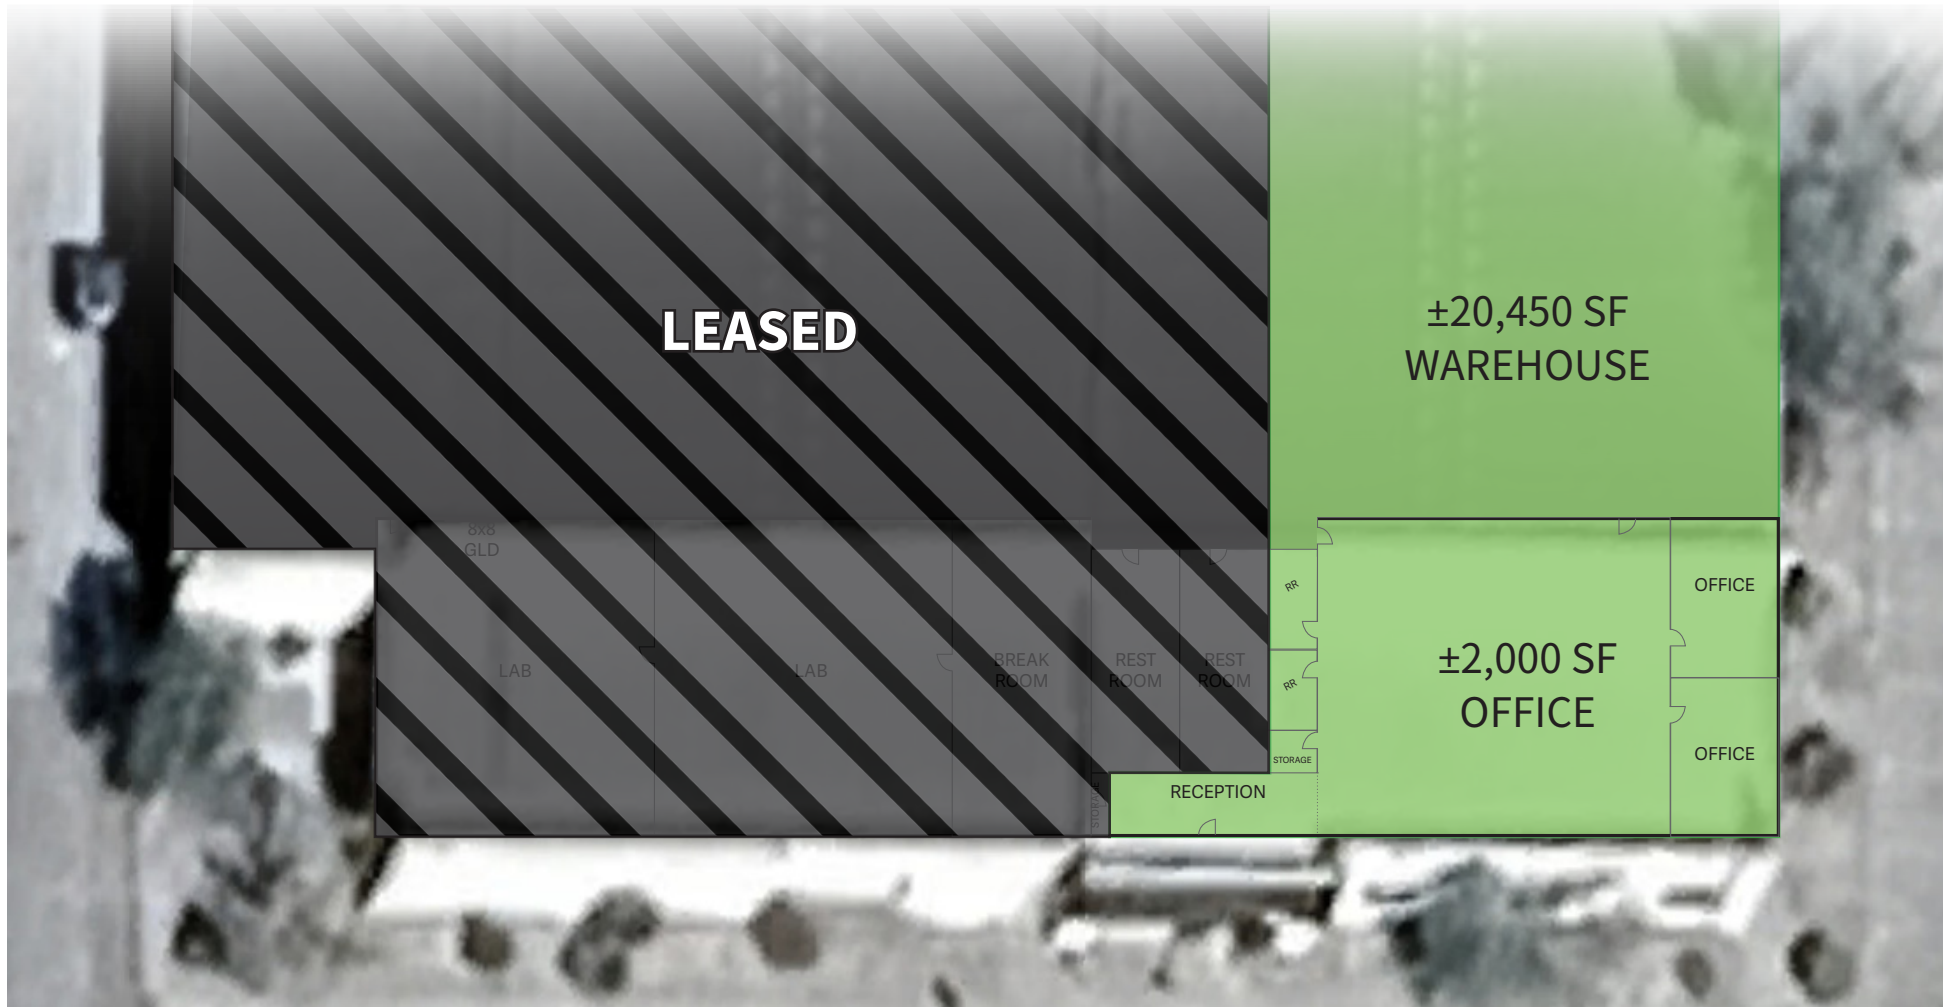 LEASED
±20,450 SF
WAREHOUSE
8x8
GLD
LAB
LAB
BREAK
ROOM
REST
ROOM
REST
ROOM
STORAGE
RR
RR
STORAGE
RECEPTION
±2,000 SF
OFFICE
OFFICE
OFFICE